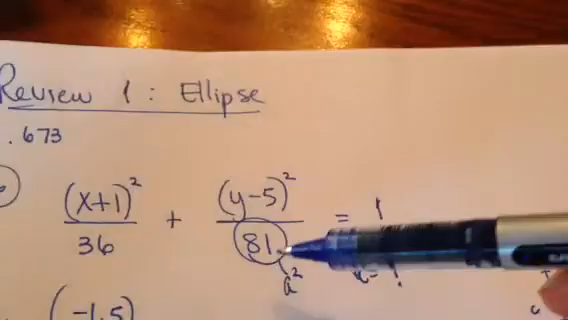 Review 1 : Ellipse
. 673
(x+1)² / 36 + (y-5)² / 81 = 1
a²
(-1,5)